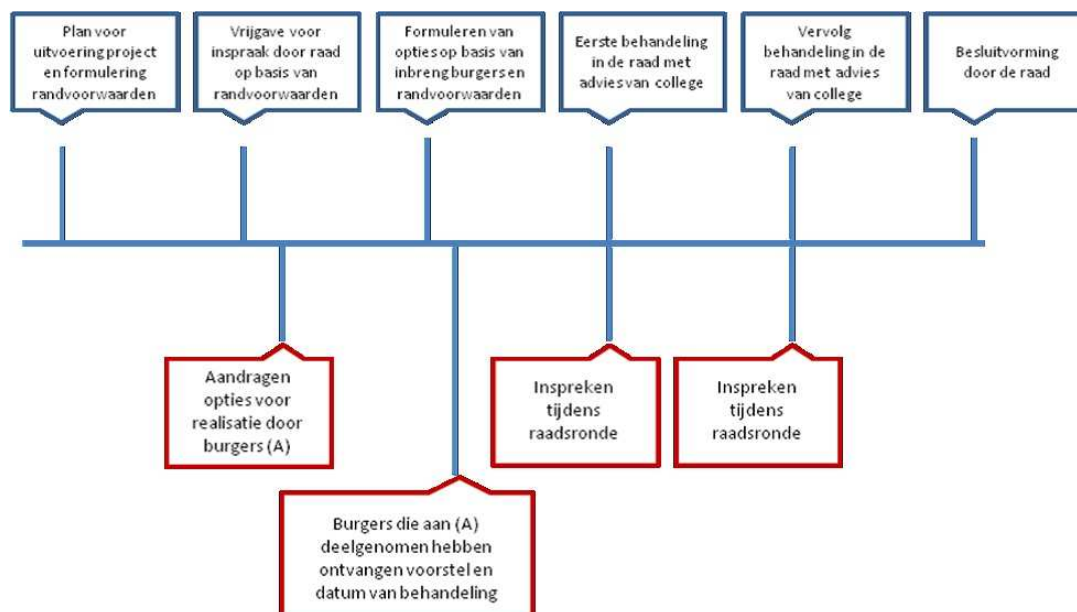 Plan voor
uitvoering project
en formulering
randvoorwaarden
Vrijgave voor
inspraak door raad
op basis van
randvoorwaarden
Formuleren van
opties op basis van
inbreng burgers en
randvoorwaarden
Eerste behandeling
in de raad met
advies van college
Vervolg
behandeling in de
raad met advies
van college
Besluitvorming
door de raad
Aandragen
opties voor
realisatie door
burgers (A)
Burgers die aan (A)
deelgenomen hebben
ontvangen voorstel en
datum van behandeling
Inspreken
tijdens
raadsronde
Inspreken
tijdens
raadsronde